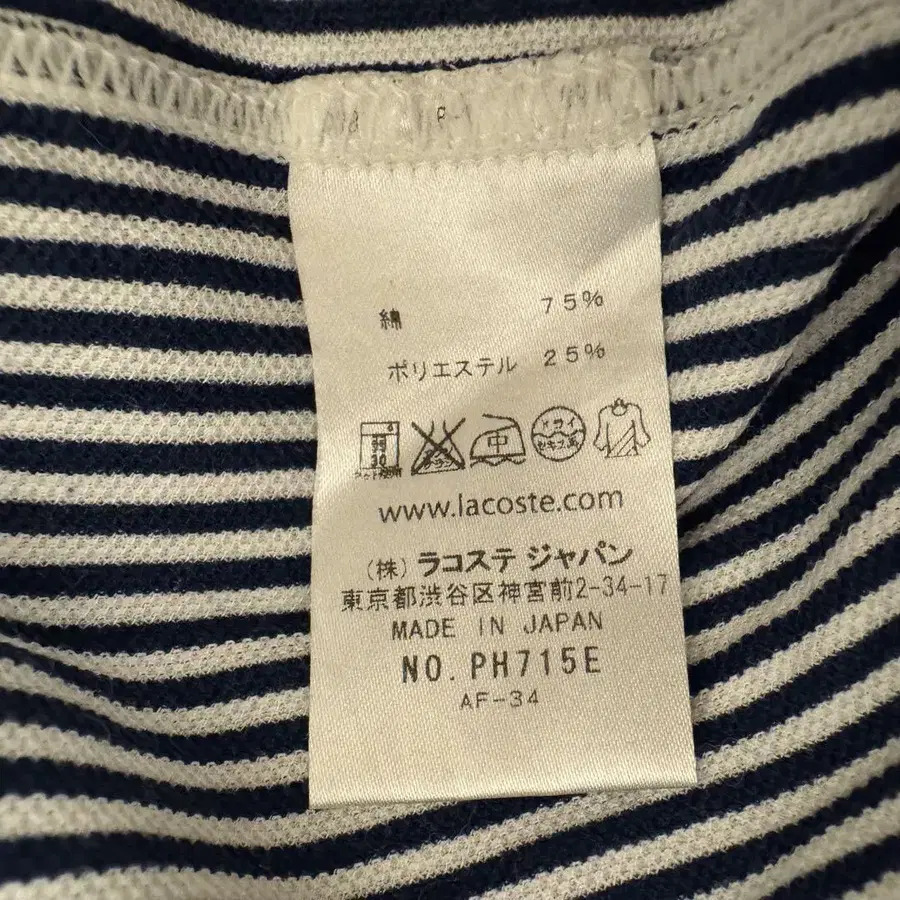 綿 75%
ポリエステル 25%
中
www.lacoste.com
(株) ラコステ ジャパン
東京都渋谷区神宮前2-34-17
MADE IN JAPAN
NO. PH715E
AF-34